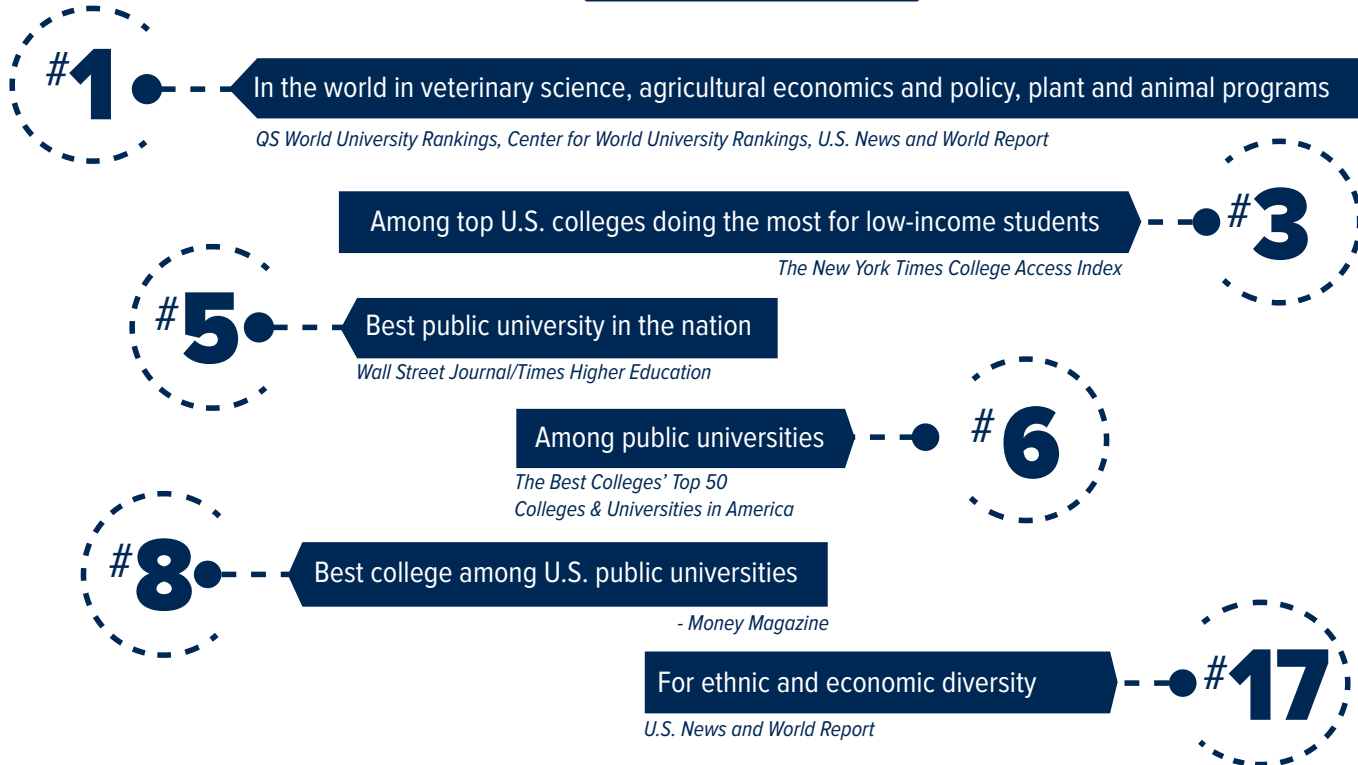 #1
In the world in veterinary science, agricultural economics and policy, plant and animal programs
QS World University Rankings, Center for World University Rankings, U.S. News and World Report
Among top U.S. colleges doing the most for low-income students
#3
The New York Times College Access Index
#5
Best public university in the nation
Wall Street Journal/Times Higher Education
Among public universities
#6
The Best Colleges’ Top 50
Colleges & Universities in America
#8
Best college among U.S. public universities
- Money Magazine
For ethnic and economic diversity
#17
U.S. News and World Report